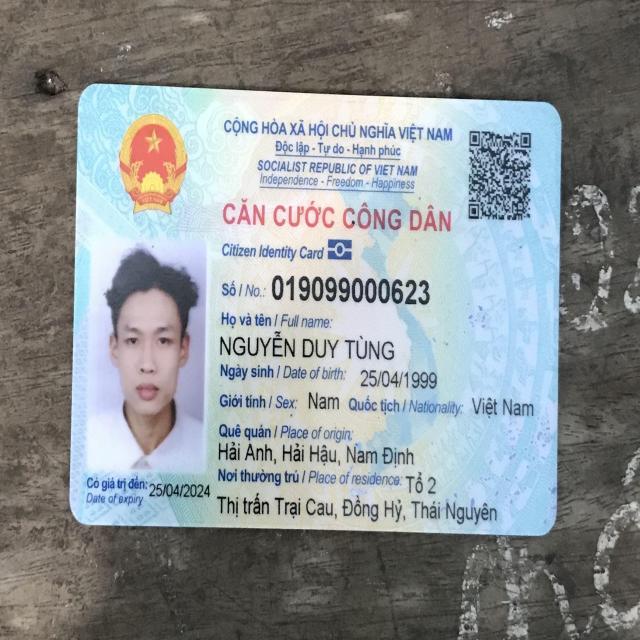 CỘNG HÒA XÃ HỘI CHỦ NGHĨA VIỆT NAM
Độc lập - Tự do - Hạnh phúc
SOCIALIST REPUBLIC OF VIET NAM
Independence - Freedom - Happiness
CĂN CƯỚC CÔNG DÂN
Citizen Identity Card
Số / No.: 019099000623
Họ và tên / Full name:
NGUYỄN DUY TÙNG
Ngày sinh / Date of birth: 25/04/1999
Giới tính / Sex: Nam Quốc tịch / Nationality: Việt Nam
Quê quán / Place of origin:
Hải Anh, Hải Hậu, Nam Định
Nơi thường trú / Place of residence: Tổ 2
Thị trấn Trại Cau, Đồng Hỷ, Thái Nguyên
Có giá trị đến: 25/04/2024
Date of expiry